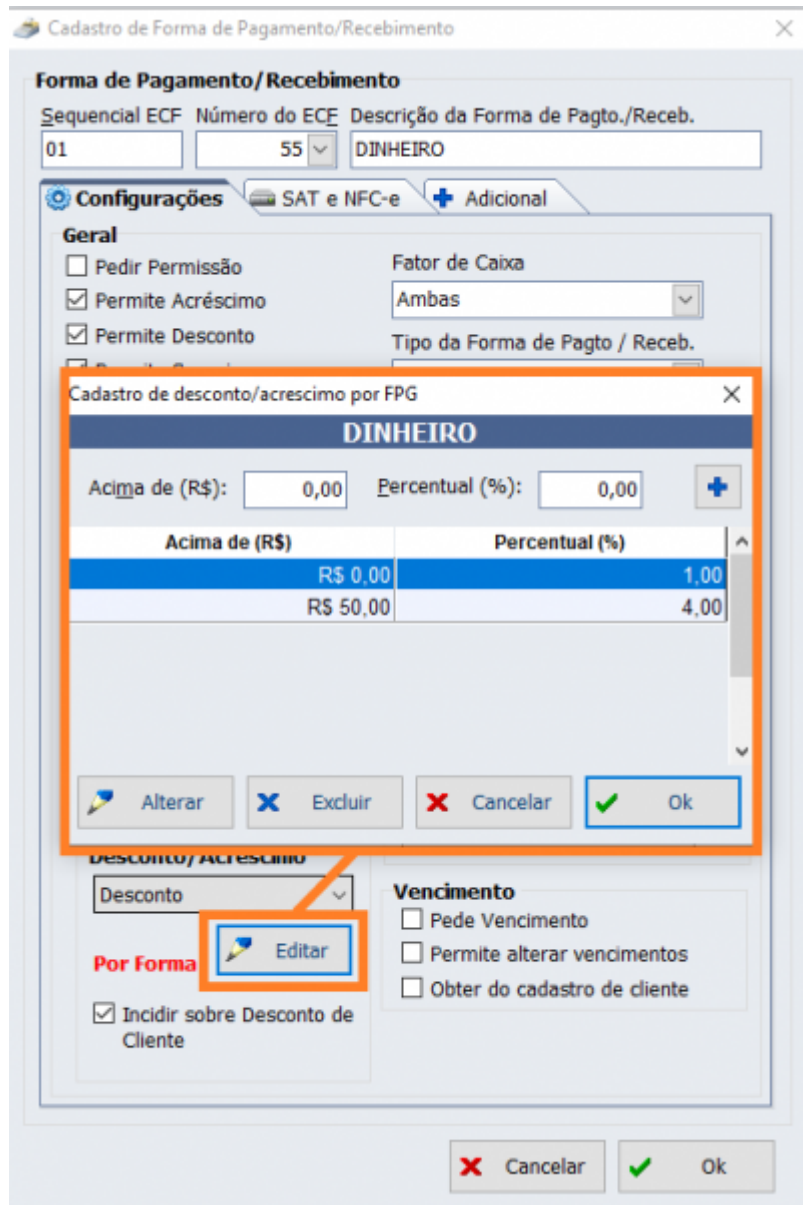 Cadastro de Forma de Pagamento/Recebimento
Forma de Pagamento/Recebimento
Sequencial ECF Número do ECF Descrição da Forma de Pagto./Receb.
01 55 DINHEIRO
Configurações SAT e NFC-e Adicional
Geral
Pedir Permissão Fator de Caixa
Permite Acréscimo Ambas
Permite Desconto Tipo da Forma de Pagto / Receb.
Cadastro de desconto/acrescimo por FPG
DINHEIRO
Acima de (R$): 0,00 Percentual (%): 0,00
Acima de (R$) Percentual (%)
R$ 0,00 1,00
R$ 50,00 4,00
Alterar Excluir Cancelar Ok
Desconto/Acréscimo
Desconto Vencimento
Pede Vencimento
Editar Permite alterar vencimentos
Por Forma
Obter do cadastro de cliente
Incidir sobre Desconto de
Cliente
Cancelar Ok